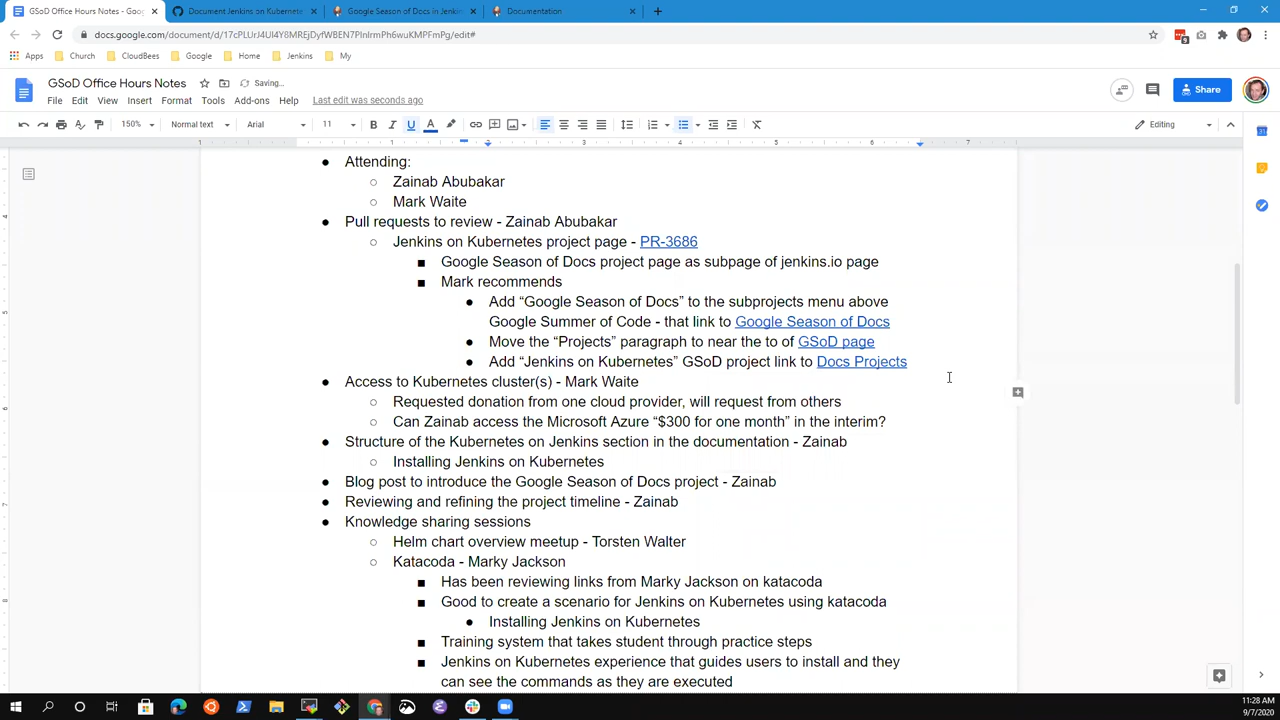 GSoD Office Hours Notes - Goog
Document Jenkins on Kubernete
Google Season of Docs in Jenkin
Documentation
docs.google.com/document/d/17cPLUrJ4UI4Y8MREjDyfWBEN7PInlrmPh6wuKMPFmPg/edit#
Apps
Church
CloudBees
Google
Home
Jenkins
My
GSoD Office Hours Notes
Saving...
File Edit View Insert Format Tools Add-ons Help Last edit was seconds ago
Share
150% Normal text Arial 11
Editing
Attending:
Zainab Abubakar
Mark Waite
Pull requests to review - Zainab Abubakar
Jenkins on Kubernetes project page - PR-3686
Google Season of Docs project page as subpage of jenkins.io page
Mark recommends
Add “Google Season of Docs” to the subprojects menu above
Google Summer of Code - that link to Google Season of Docs
Move the “Projects” paragraph to near the to of GSoD page
Add “Jenkins on Kubernetes” GSoD project link to Docs Projects
Access to Kubernetes cluster(s) - Mark Waite
Requested donation from one cloud provider, will request from others
Can Zainab access the Microsoft Azure “$300 for one month” in the interim?
Structure of the Kubernetes on Jenkins section in the documentation - Zainab
Installing Jenkins on Kubernetes
Blog post to introduce the Google Season of Docs project - Zainab
Reviewing and refining the project timeline - Zainab
Knowledge sharing sessions
Helm chart overview meetup - Torsten Walter
Katacoda - Marky Jackson
Has been reviewing links from Marky Jackson on katacoda
Good to create a scenario for Jenkins on Kubernetes using katacoda
Installing Jenkins on Kubernetes
Training system that takes student through practice steps
Jenkins on Kubernetes experience that guides users to install and they
can see the commands as they are executed
11:28 AM
9/7/2020